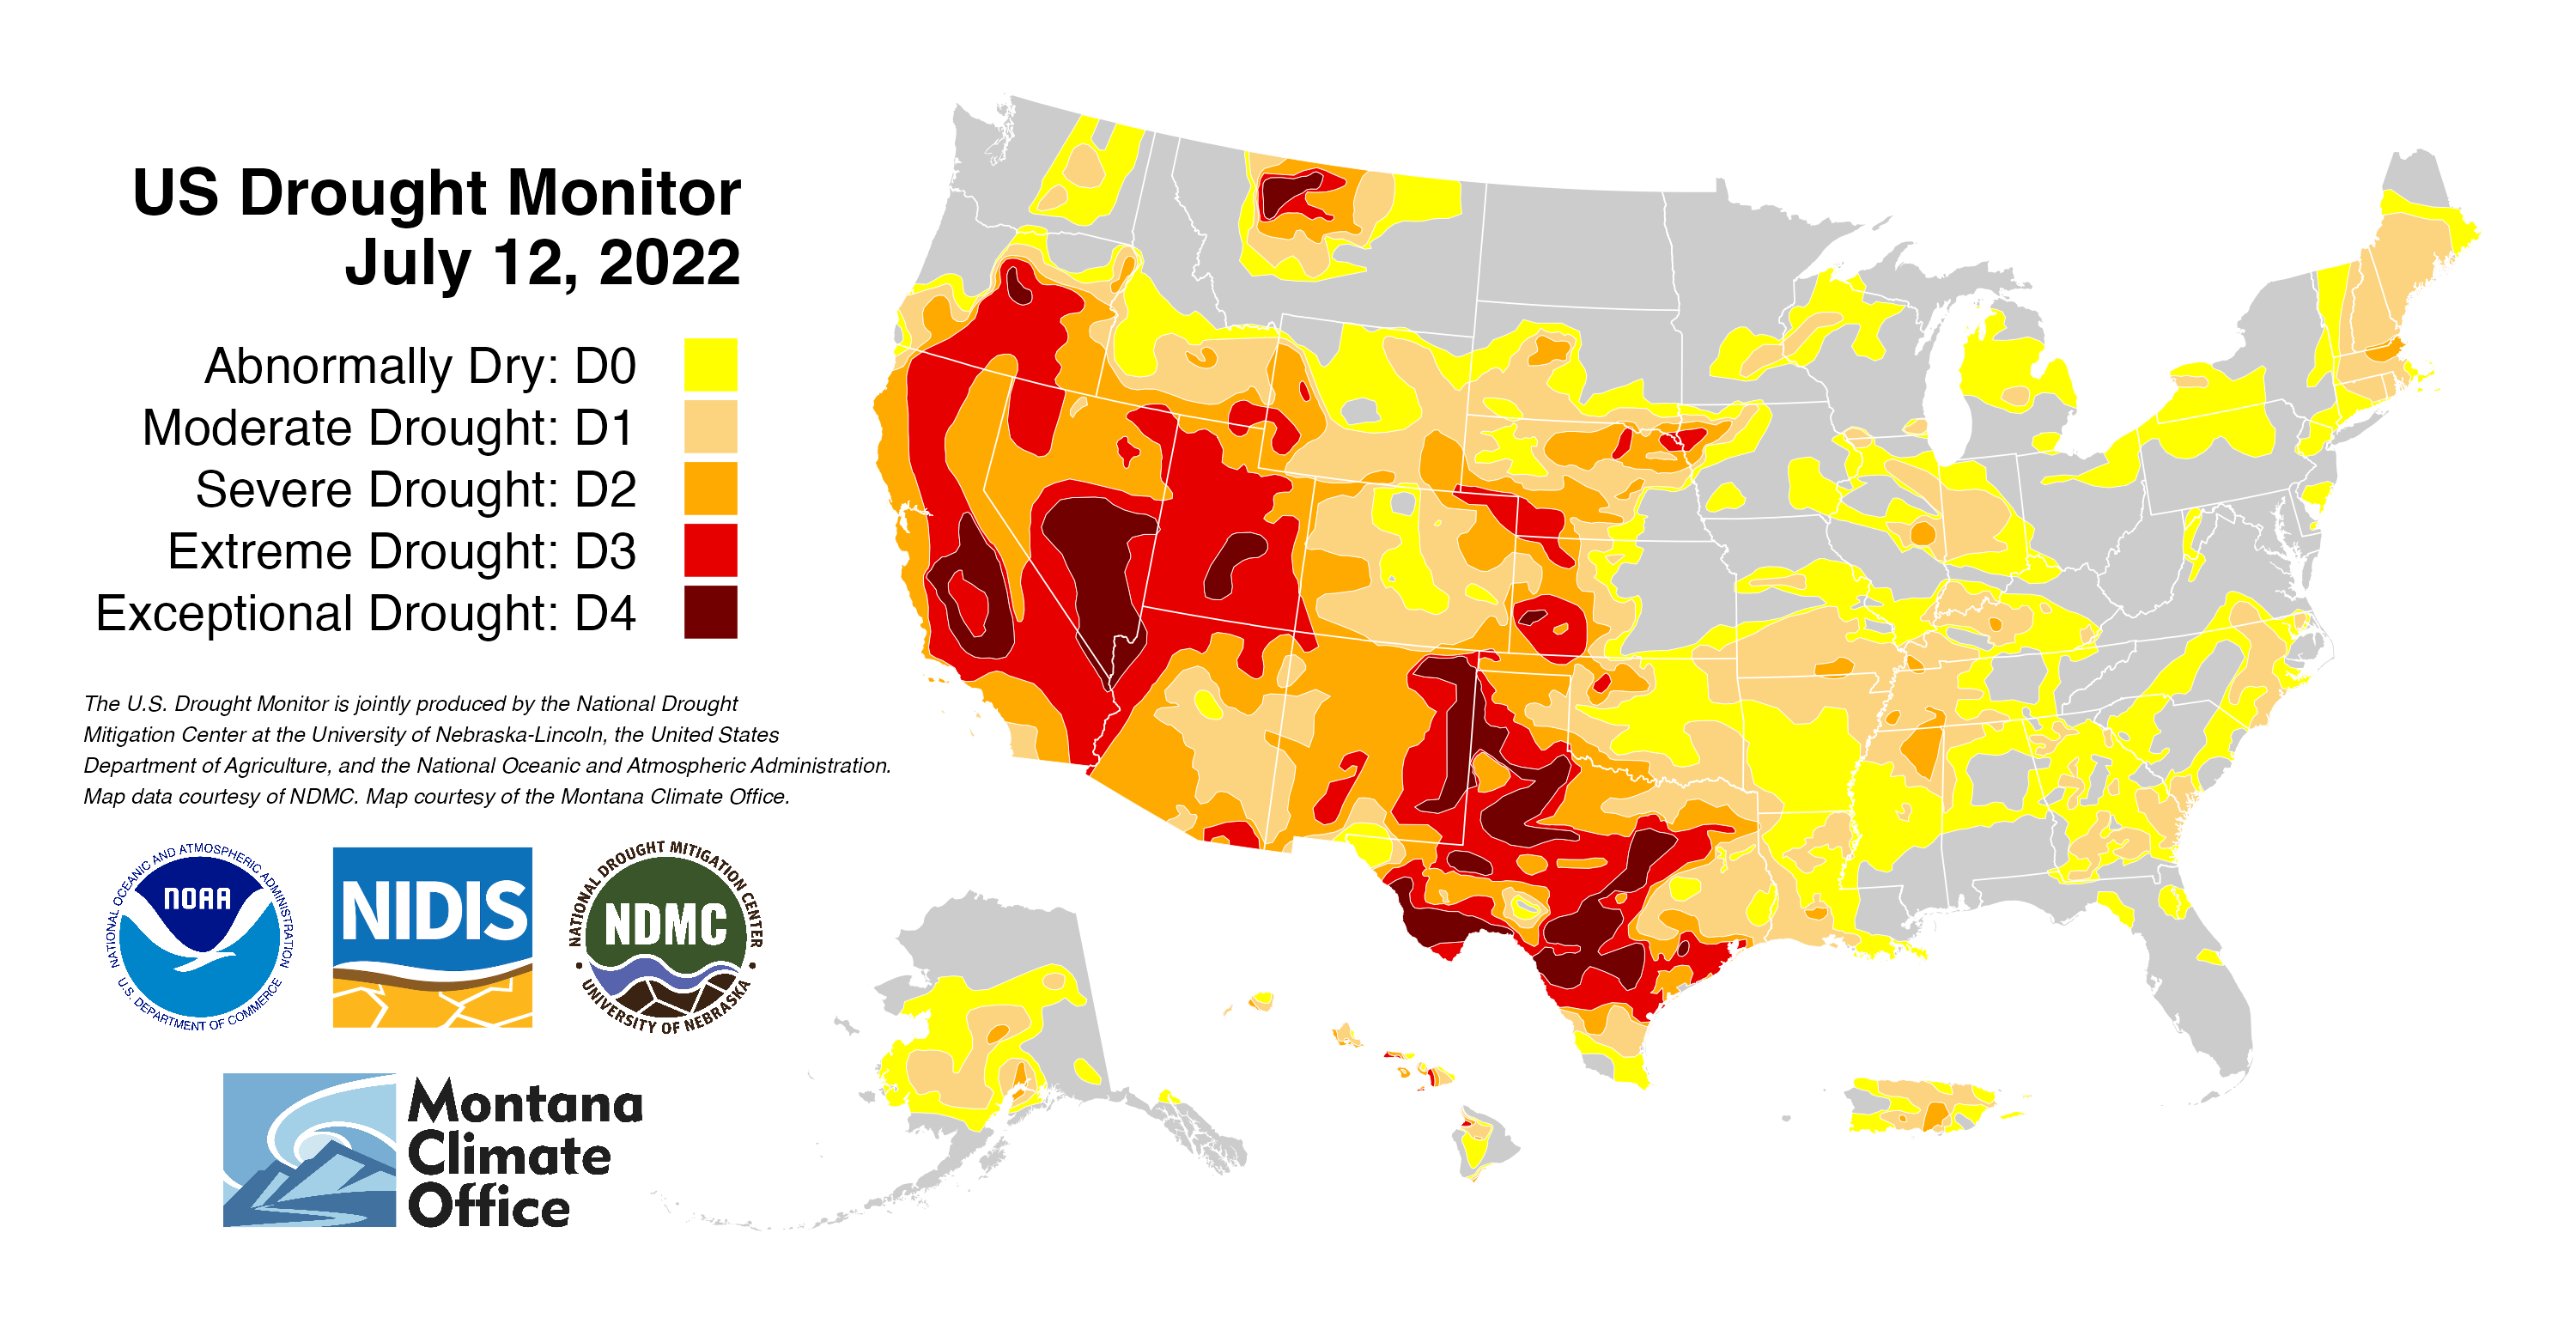 US Drought Monitor
July 12, 2022
Abnormally Dry: D0
Moderate Drought: D1
Severe Drought: D2
Extreme Drought: D3
Exceptional Drought: D4
The U.S. Drought Monitor is jointly produced by the National Drought
Mitigation Center at the University of Nebraska-Lincoln, the United States
Department of Agriculture, and the National Oceanic and Atmospheric Administration.
Map data courtesy of NDMC. Map courtesy of the Montana Climate Office.
NATIONAL OCEANIC AND ATMOSPHERIC ADMINISTRATION
NOAA
U.S. DEPARTMENT OF COMMERCE
NIDIS
NATIONAL DROUGHT MITIGATION CENTER
NDMC
UNIVERSITY OF NEBRASKA
Montana
Climate
Office